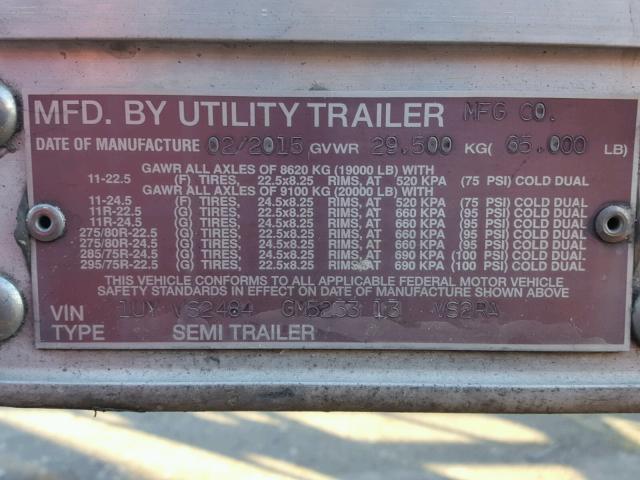 MFD. BY UTILITY TRAILER MFG CO.
DATE OF MANUFACTURE 02/2015 GVWR 29.500 KG( 65.000 LB)
GAWR ALL AXLES OF 8620 KG (19000 LB) WITH
11-22.5 (F) TIRES, 22.5x8.25 RIMS, AT 520 KPA (75 PSI) COLD DUAL
GAWR ALL AXLES OF 9100 KG (20000 LB) WITH
11-24.5 (F) TIRES, 24.5x8.25 RIMS, AT 520 KPA (75 PSI) COLD DUAL
11R-22.5 (G) TIRES, 22.5x8.25 RIMS, AT 660 KPA (95 PSI) COLD DUAL
11R-24.5 (G) TIRES, 24.5x8.25 RIMS, AT 660 KPA (95 PSI) COLD DUAL
275/80R-22.5 (G) TIRES, 22.5x8.25 RIMS, AT 660 KPA (95 PSI) COLD DUAL
275/80R-24.5 (G) TIRES, 24.5x8.25 RIMS, AT 660 KPA (95 PSI) COLD DUAL
285/75R-24.5 (G) TIRES, 24.5x8.25 RIMS, AT 690 KPA (100 PSI) COLD DUAL
295/75R-22.5 (G) TIRES, 22.5x8.25 RIMS, AT 690 KPA (100 PSI) COLD DUAL
THIS VEHICLE CONFORMS TO ALL APPLICABLE FEDERAL MOTOR VEHICLE
SAFETY STANDARDS IN EFFECT ON DATE OF MANUFACTURE SHOWN ABOVE
VIN 1UY VS2484 GM5233 13 VS2RA
TYPE SEMI TRAILER